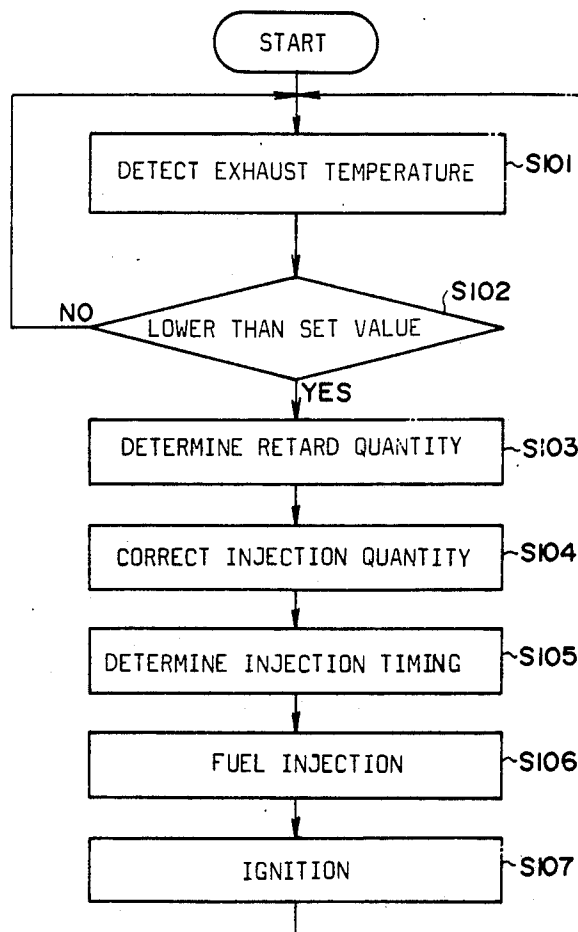 START
DETECT EXHAUST TEMPERATURE
S101
S102
NO
LOWER THAN SET VALUE
YES
DETERMINE RETARD QUANTITY
S103
CORRECT INJECTION QUANTITY
S104
DETERMINE INJECTION TIMING
S105
FUEL INJECTION
S106
IGNITION
S107